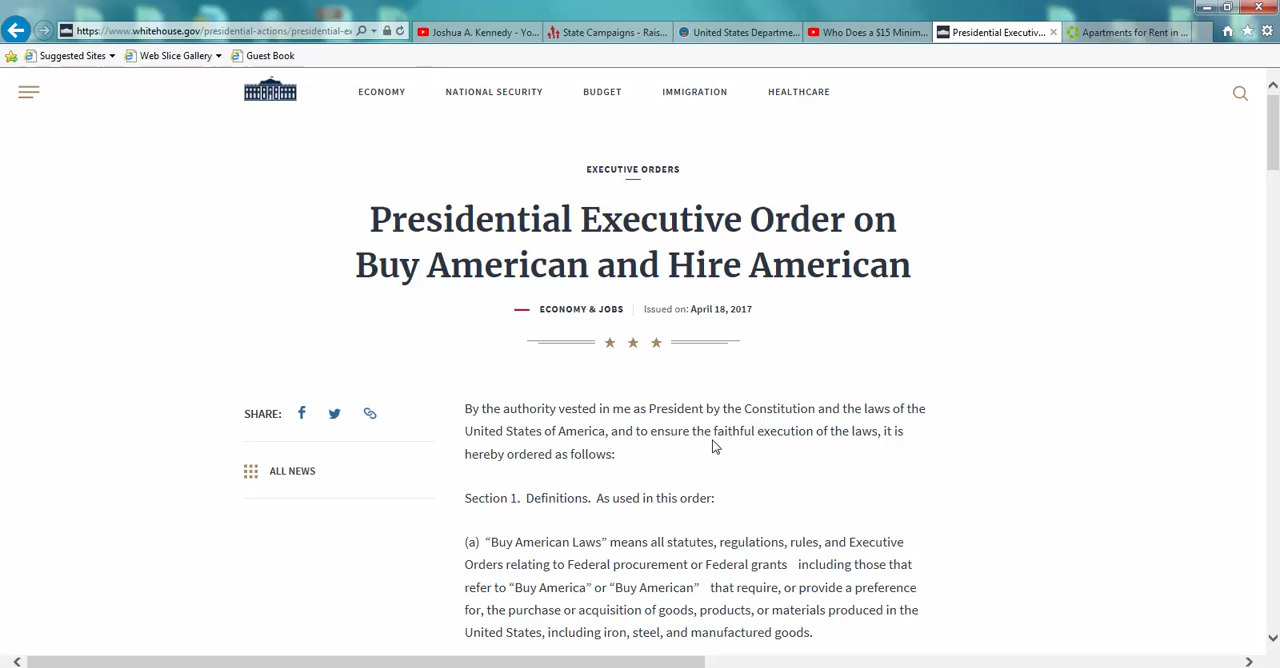 https://www.whitehouse.gov/presidential-actions/presidential-ex
Joshua A. Kennedy - Yo...
State Campaigns - Rais...
United States Departme...
Who Does a $15 Minim...
Presidential Executiv...
Apartments for Rent in ...
Suggested Sites
Web Slice Gallery
Guest Book
ECONOMY
NATIONAL SECURITY
BUDGET
IMMIGRATION
HEALTHCARE
EXECUTIVE ORDERS
Presidential Executive Order on
Buy American and Hire American
ECONOMY & JOBS
Issued on: April 18, 2017
SHARE:
ALL NEWS
By the authority vested in me as President by the Constitution and the laws of the
United States of America, and to ensure the faithful execution of the laws, it is
hereby ordered as follows:
Section 1. Definitions. As used in this order:
(a) “Buy American Laws” means all statutes, regulations, rules, and Executive
Orders relating to Federal procurement or Federal grants including those that
refer to “Buy America” or “Buy American” that require, or provide a preference
for, the purchase or acquisition of goods, products, or materials produced in the
United States, including iron, steel, and manufactured goods.